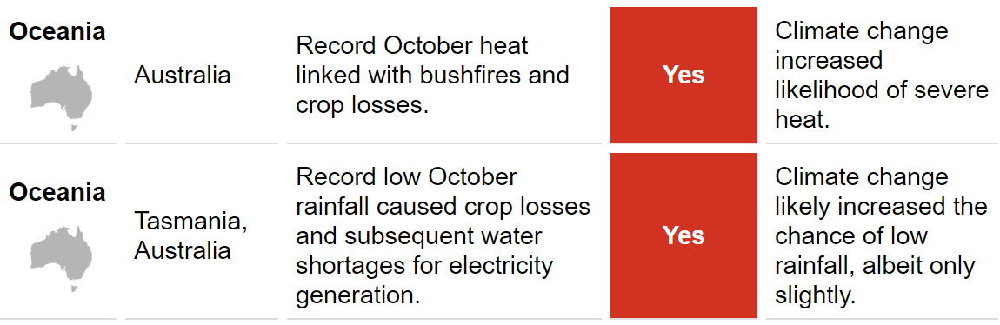 Oceania
Australia
Record October heat
linked with bushfires and
crop losses.
Yes
Climate change
increased
likelihood of severe
heat.
Oceania
Tasmania,
Australia
Record low October
rainfall caused crop losses
and subsequent water
shortages for electricity
generation.
Yes
Climate change
likely increased the
chance of low
rainfall, albeit only
slightly.